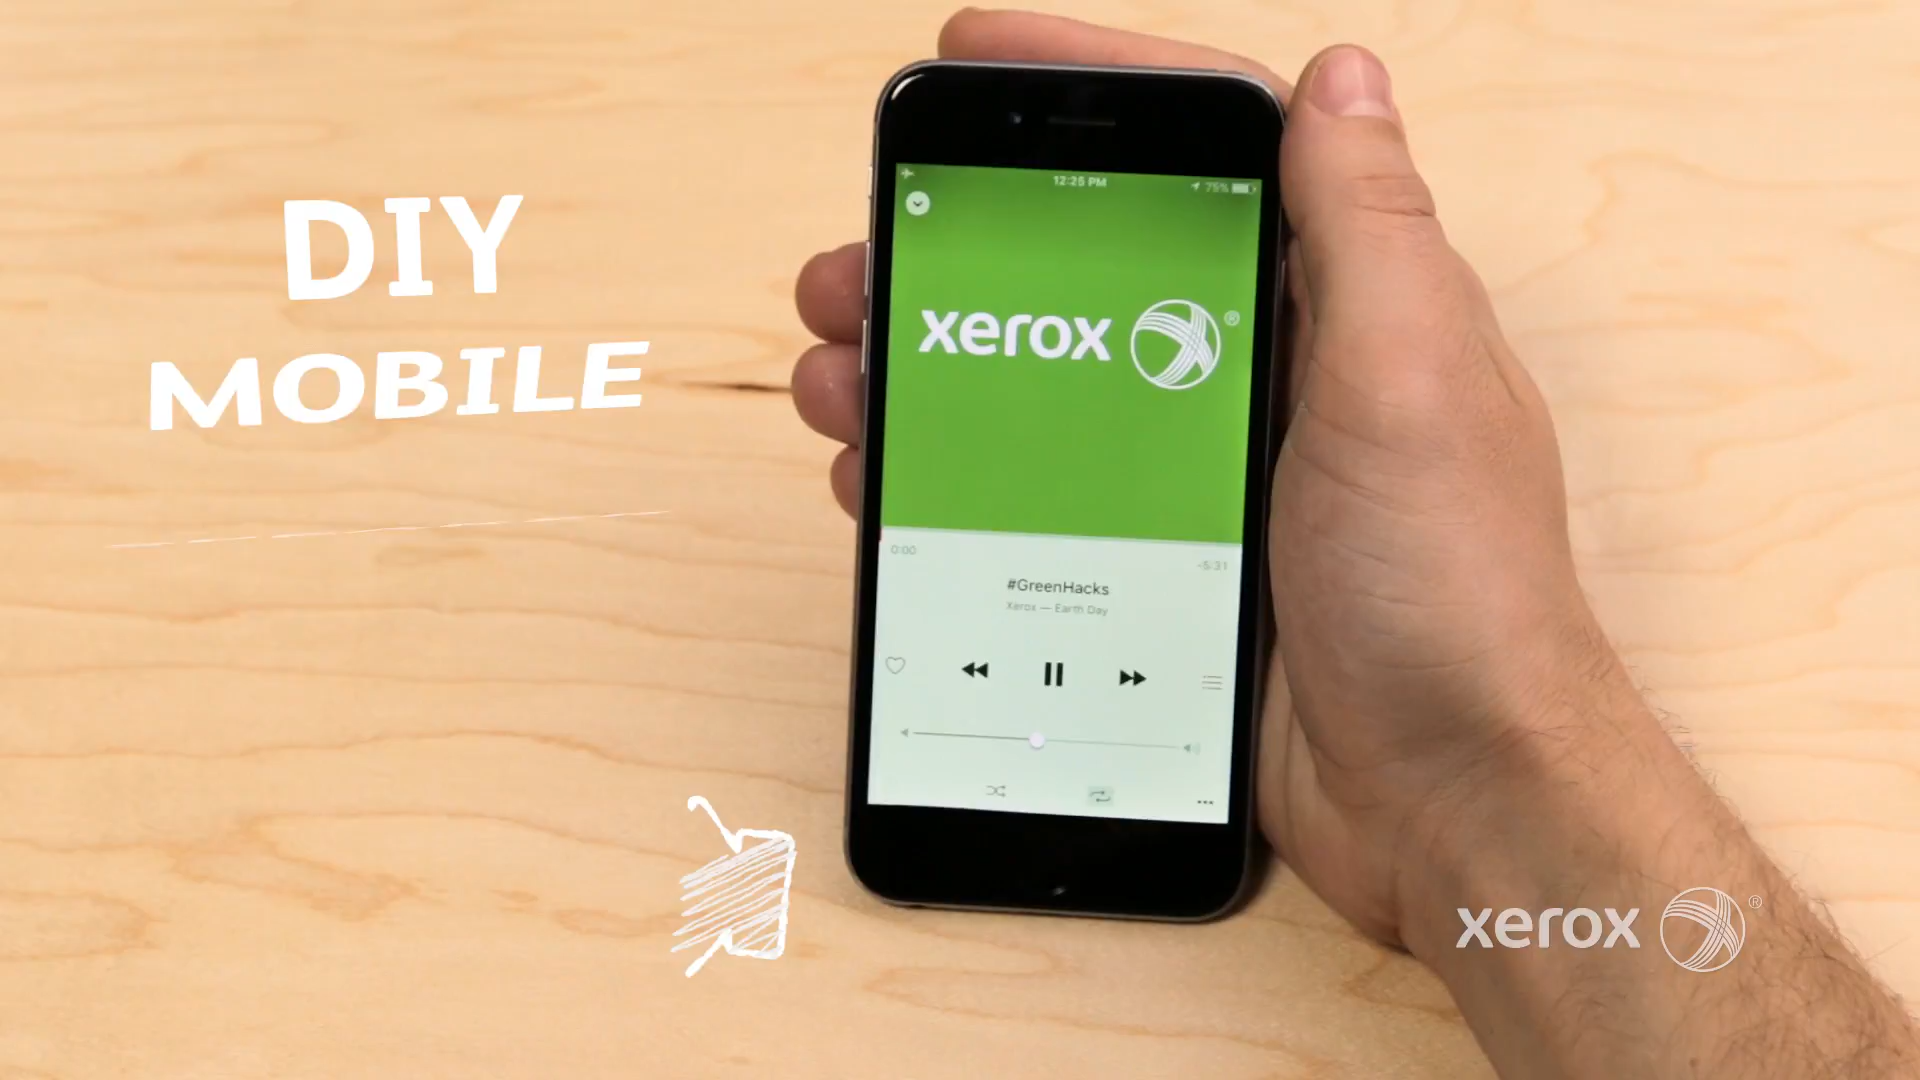 DIY
MOBILE
12:25 PM
75%
xerox ®
0:00
-5:31
#GreenHacks
Xerox — Earth Day
xerox ®